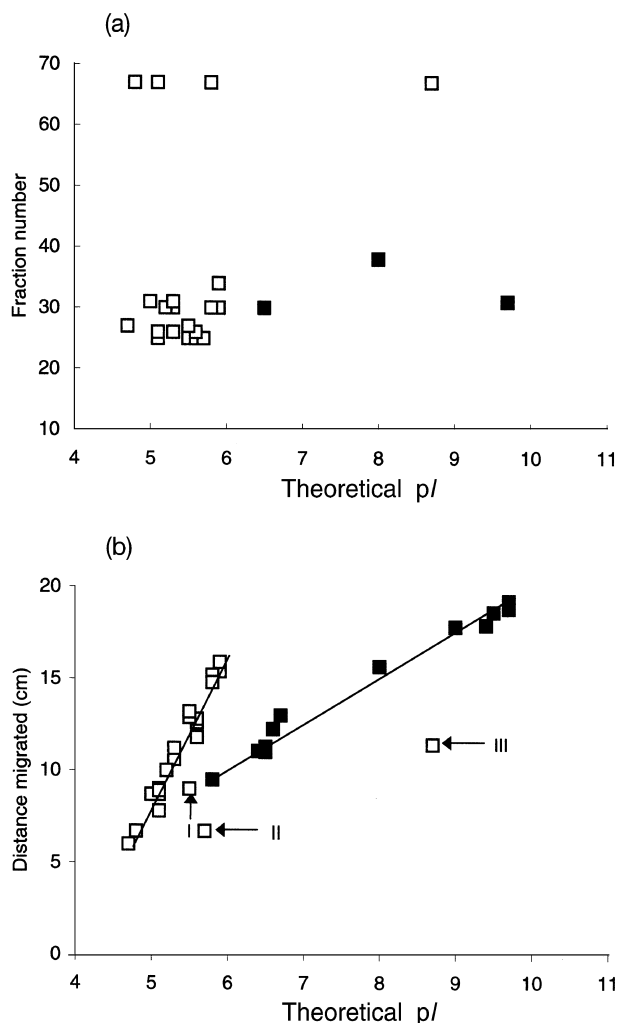 (a)
70
60
50
40
30
20
10
Fraction number
4 5 6 7 8 9 10 11
Theoretical pI
(b)
20
15
10
5
0
Distance migrated (cm)
I
II
III
4 5 6 7 8 9 10 11
Theoretical pI